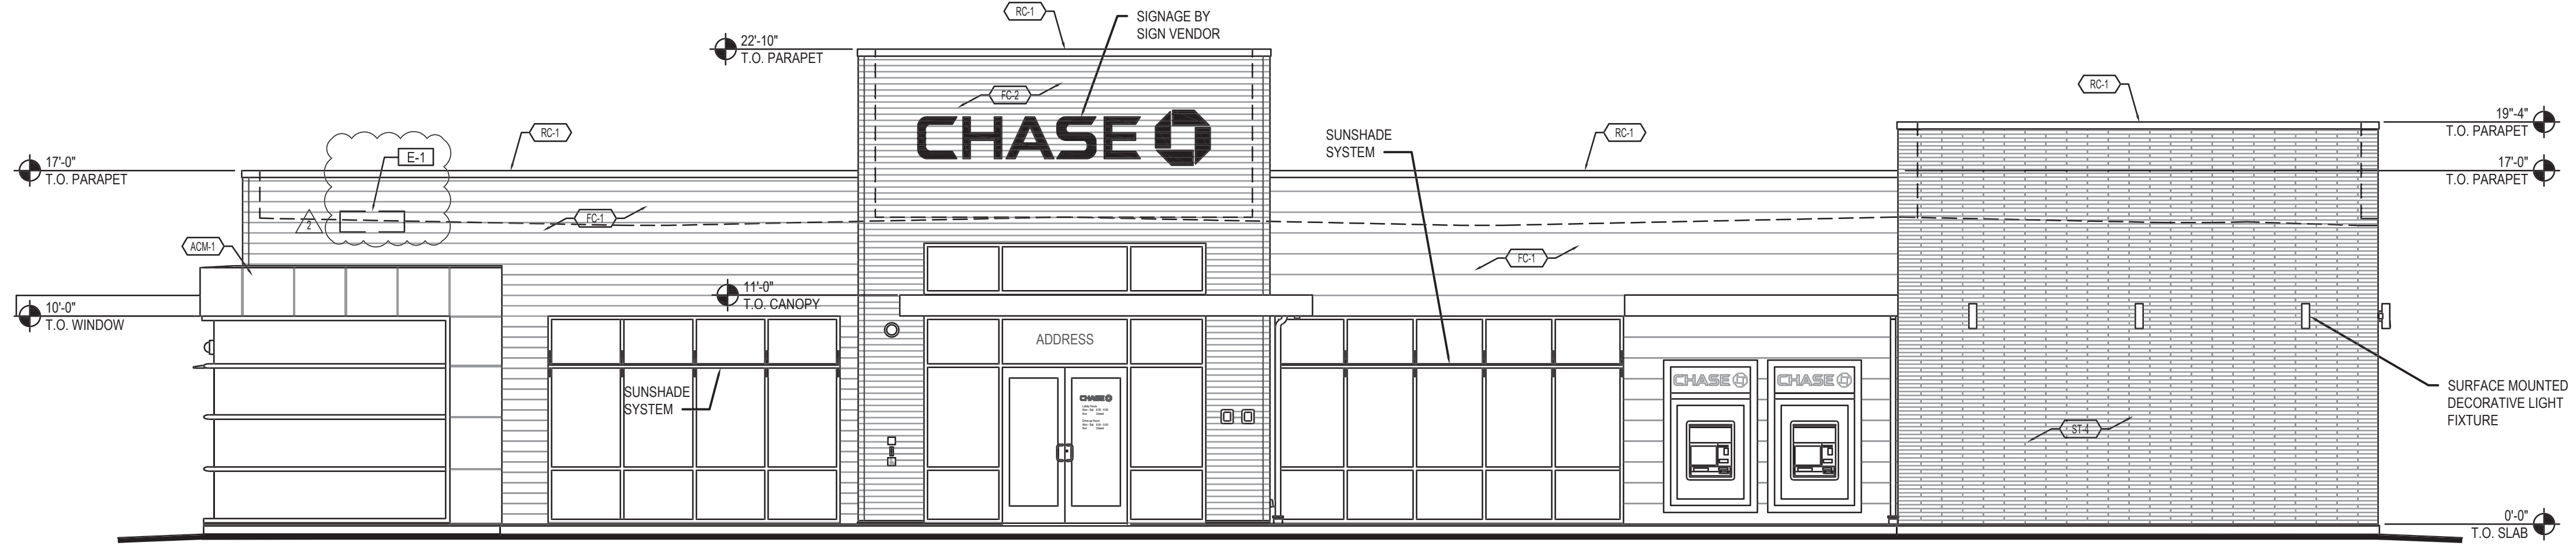 RC-1
SIGNAGE BY
SIGN VENDOR
22'-10"
T.O. PARAPET
FC-2
CHASE
RC-1
19"-4"
T.O. PARAPET
RC-1
RC-1
SUNSHADE
SYSTEM
E-1
17'-0"
T.O. PARAPET
17'-0"
T.O. PARAPET
2
FC-1
ACM-1
FC-1
11'-0"
T.O. CANOPY
10'-0"
T.O. WINDOW
ADDRESS
SUNSHADE
SYSTEM
CHASE
CHASE
CHASE
SURFACE MOUNTED
DECORATIVE LIGHT
FIXTURE
ST-4
0'-0"
T.O. SLAB